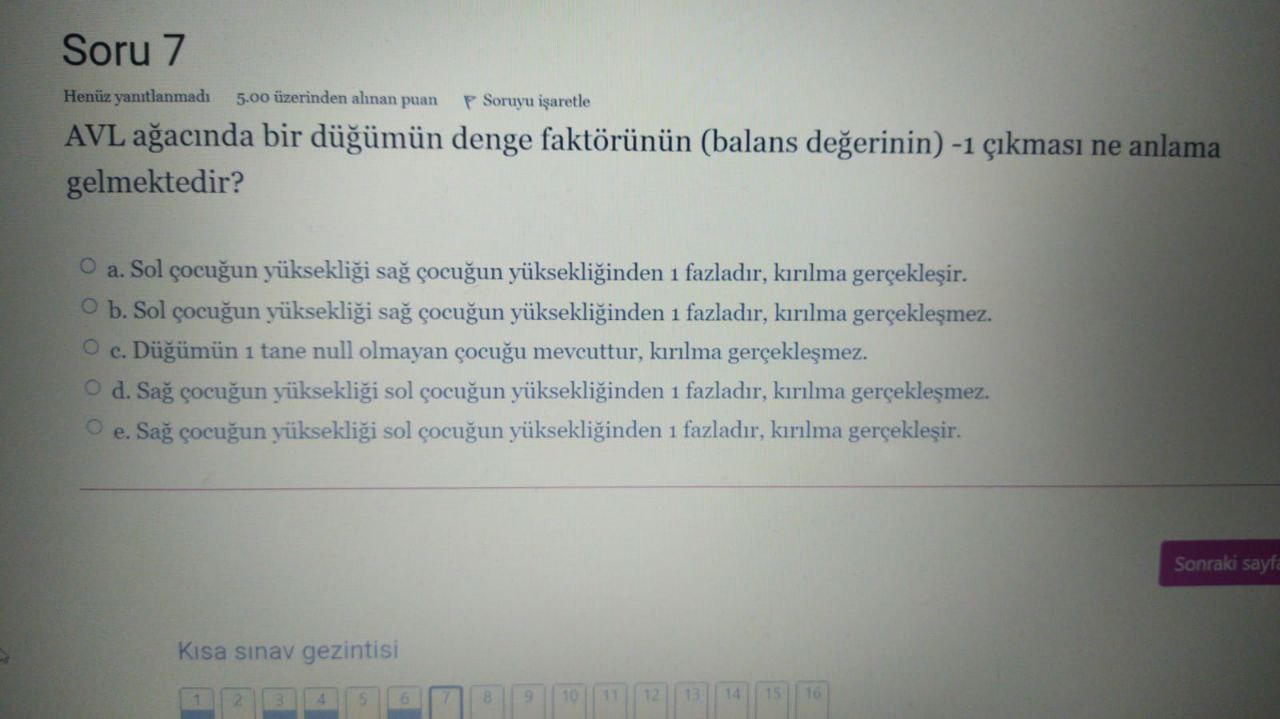 Soru 7
Henüz yanıtlanmadı 5.00 üzerinden alınan puan Soruyu işaretle
AVL ağacında bir düğümün denge faktörünün (balans değerinin) -1 çıkması ne anlama
gelmektedir?
a. Sol çocuğun yüksekliği sağ çocuğun yüksekliğinden 1 fazladır, kırılma gerçekleşir.
b. Sol çocuğun yüksekliği sağ çocuğun yüksekliğinden 1 fazladır, kırılma gerçekleşmez.
c. Düğümün 1 tane null olmayan çocuğu mevcuttur, kırılma gerçekleşmez.
d. Sağ çocuğun yüksekliği sol çocuğun yüksekliğinden 1 fazladır, kırılma gerçekleşmez.
e. Sağ çocuğun yüksekliği sol çocuğun yüksekliğinden 1 fazladır, kırılma gerçekleşir.
Sonraki sayfa
Kısa sınav gezintisi
1 2 3 4 5 6 7 8 9 10 11 12 13 14 15 16